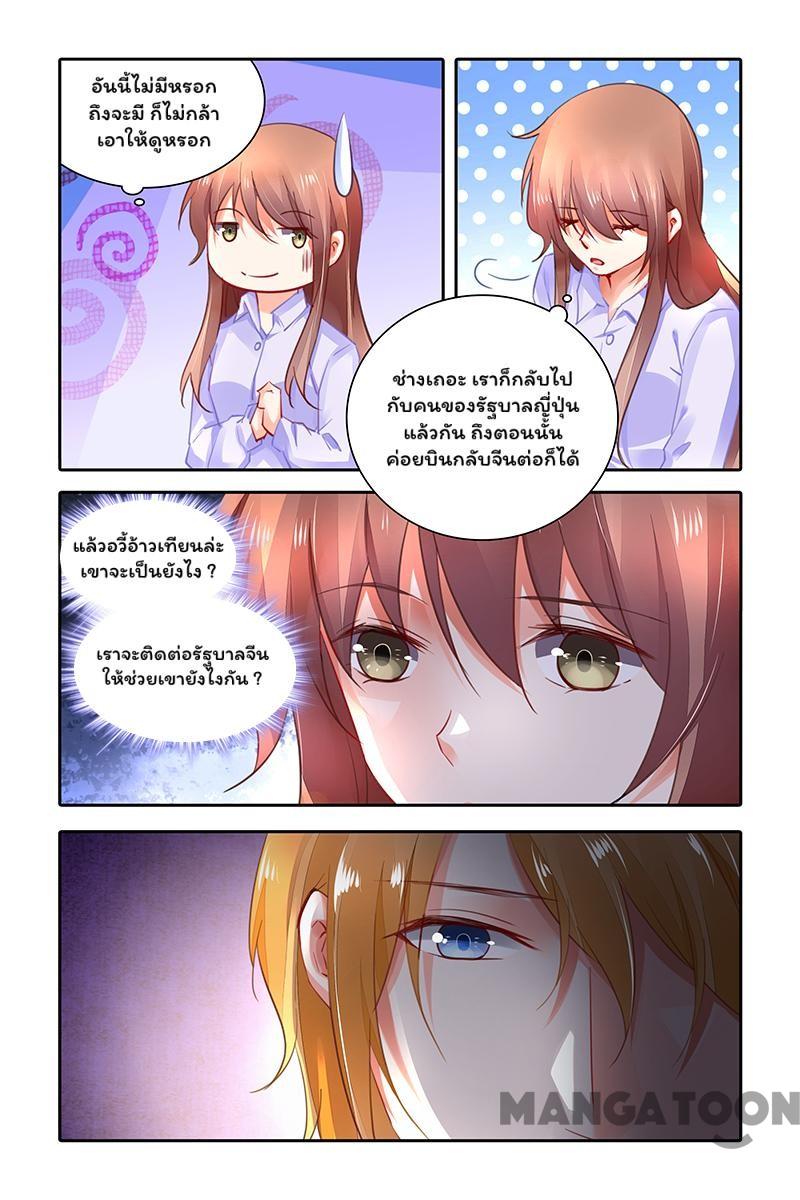 อันนี้ไม่มีหรอก
ถึงจะมี ก็ไม่กล้า
เอาให้ดูหรอก
ช่างเถอะ เราก็กลับไป
กับคนของรัฐบาลญี่ปุ่น
แล้วกัน ถึงตอนนั้น
ค่อยบินกลับจีนต่อก็ได้
แล้วอวี้อ้าวเทียนล่ะ
เขาจะเป็นยังไง ?
เราจะติดต่อรัฐบาลจีน
ให้ช่วยเขายังไงกัน ?
MANGATOON